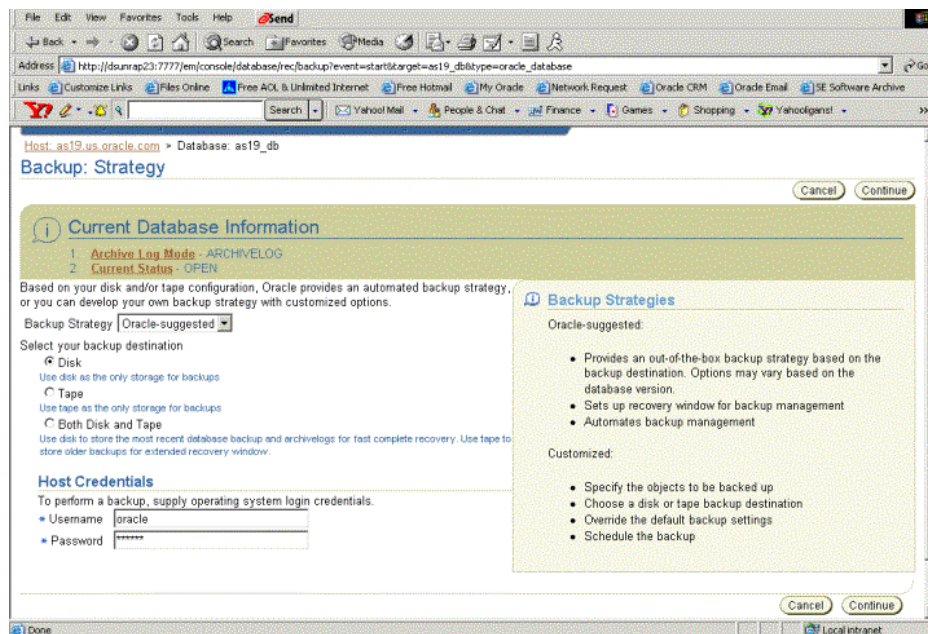 File Edit View Favorites Tools Help Send
Back Search Favorites Media
Address http://dsunrap23:7777/em/console/database/rec/backup?event=start&target=as19_db&type=oracle_database Go
Links Customize Links Files Online Free AOL & Unlimited Internet Free Hotmail My Oracle Network Request Oracle CRM Oracle Email SE Software Archive
Y! Search Yahoo! Mail People & Chat Finance Games Shopping Yahooligans! »
Host: as19.us.oracle.com > Database: as19_db
Backup: Strategy
Cancel Continue
Current Database Information
1 Archive Log Mode - ARCHIVELOG
2 Current Status - OPEN
Based on your disk and/or tape configuration, Oracle provides an automated backup strategy,
or you can develop your own backup strategy with customized options.
Backup Strategy Oracle-suggested
Select your backup destination
Disk
Use disk as the only storage for backups
Tape
Use tape as the only storage for backups
Both Disk and Tape
Use disk to store the most recent database backup and archivelogs for fast complete recovery. Use tape to
store older backups for extended recovery window.
Host Credentials
To perform a backup, supply operating system login credentials.
* Username oracle
* Password ******
Backup Strategies
Oracle-suggested:
• Provides an out-of-the-box backup strategy based on the
backup destination. Options may vary based on the
database version.
• Sets up recovery window for backup management
• Automates backup management
Customized:
• Specify the objects to be backed up
• Choose a disk or tape backup destination
• Override the default backup settings
• Schedule the backup
Cancel Continue
Done Local intranet